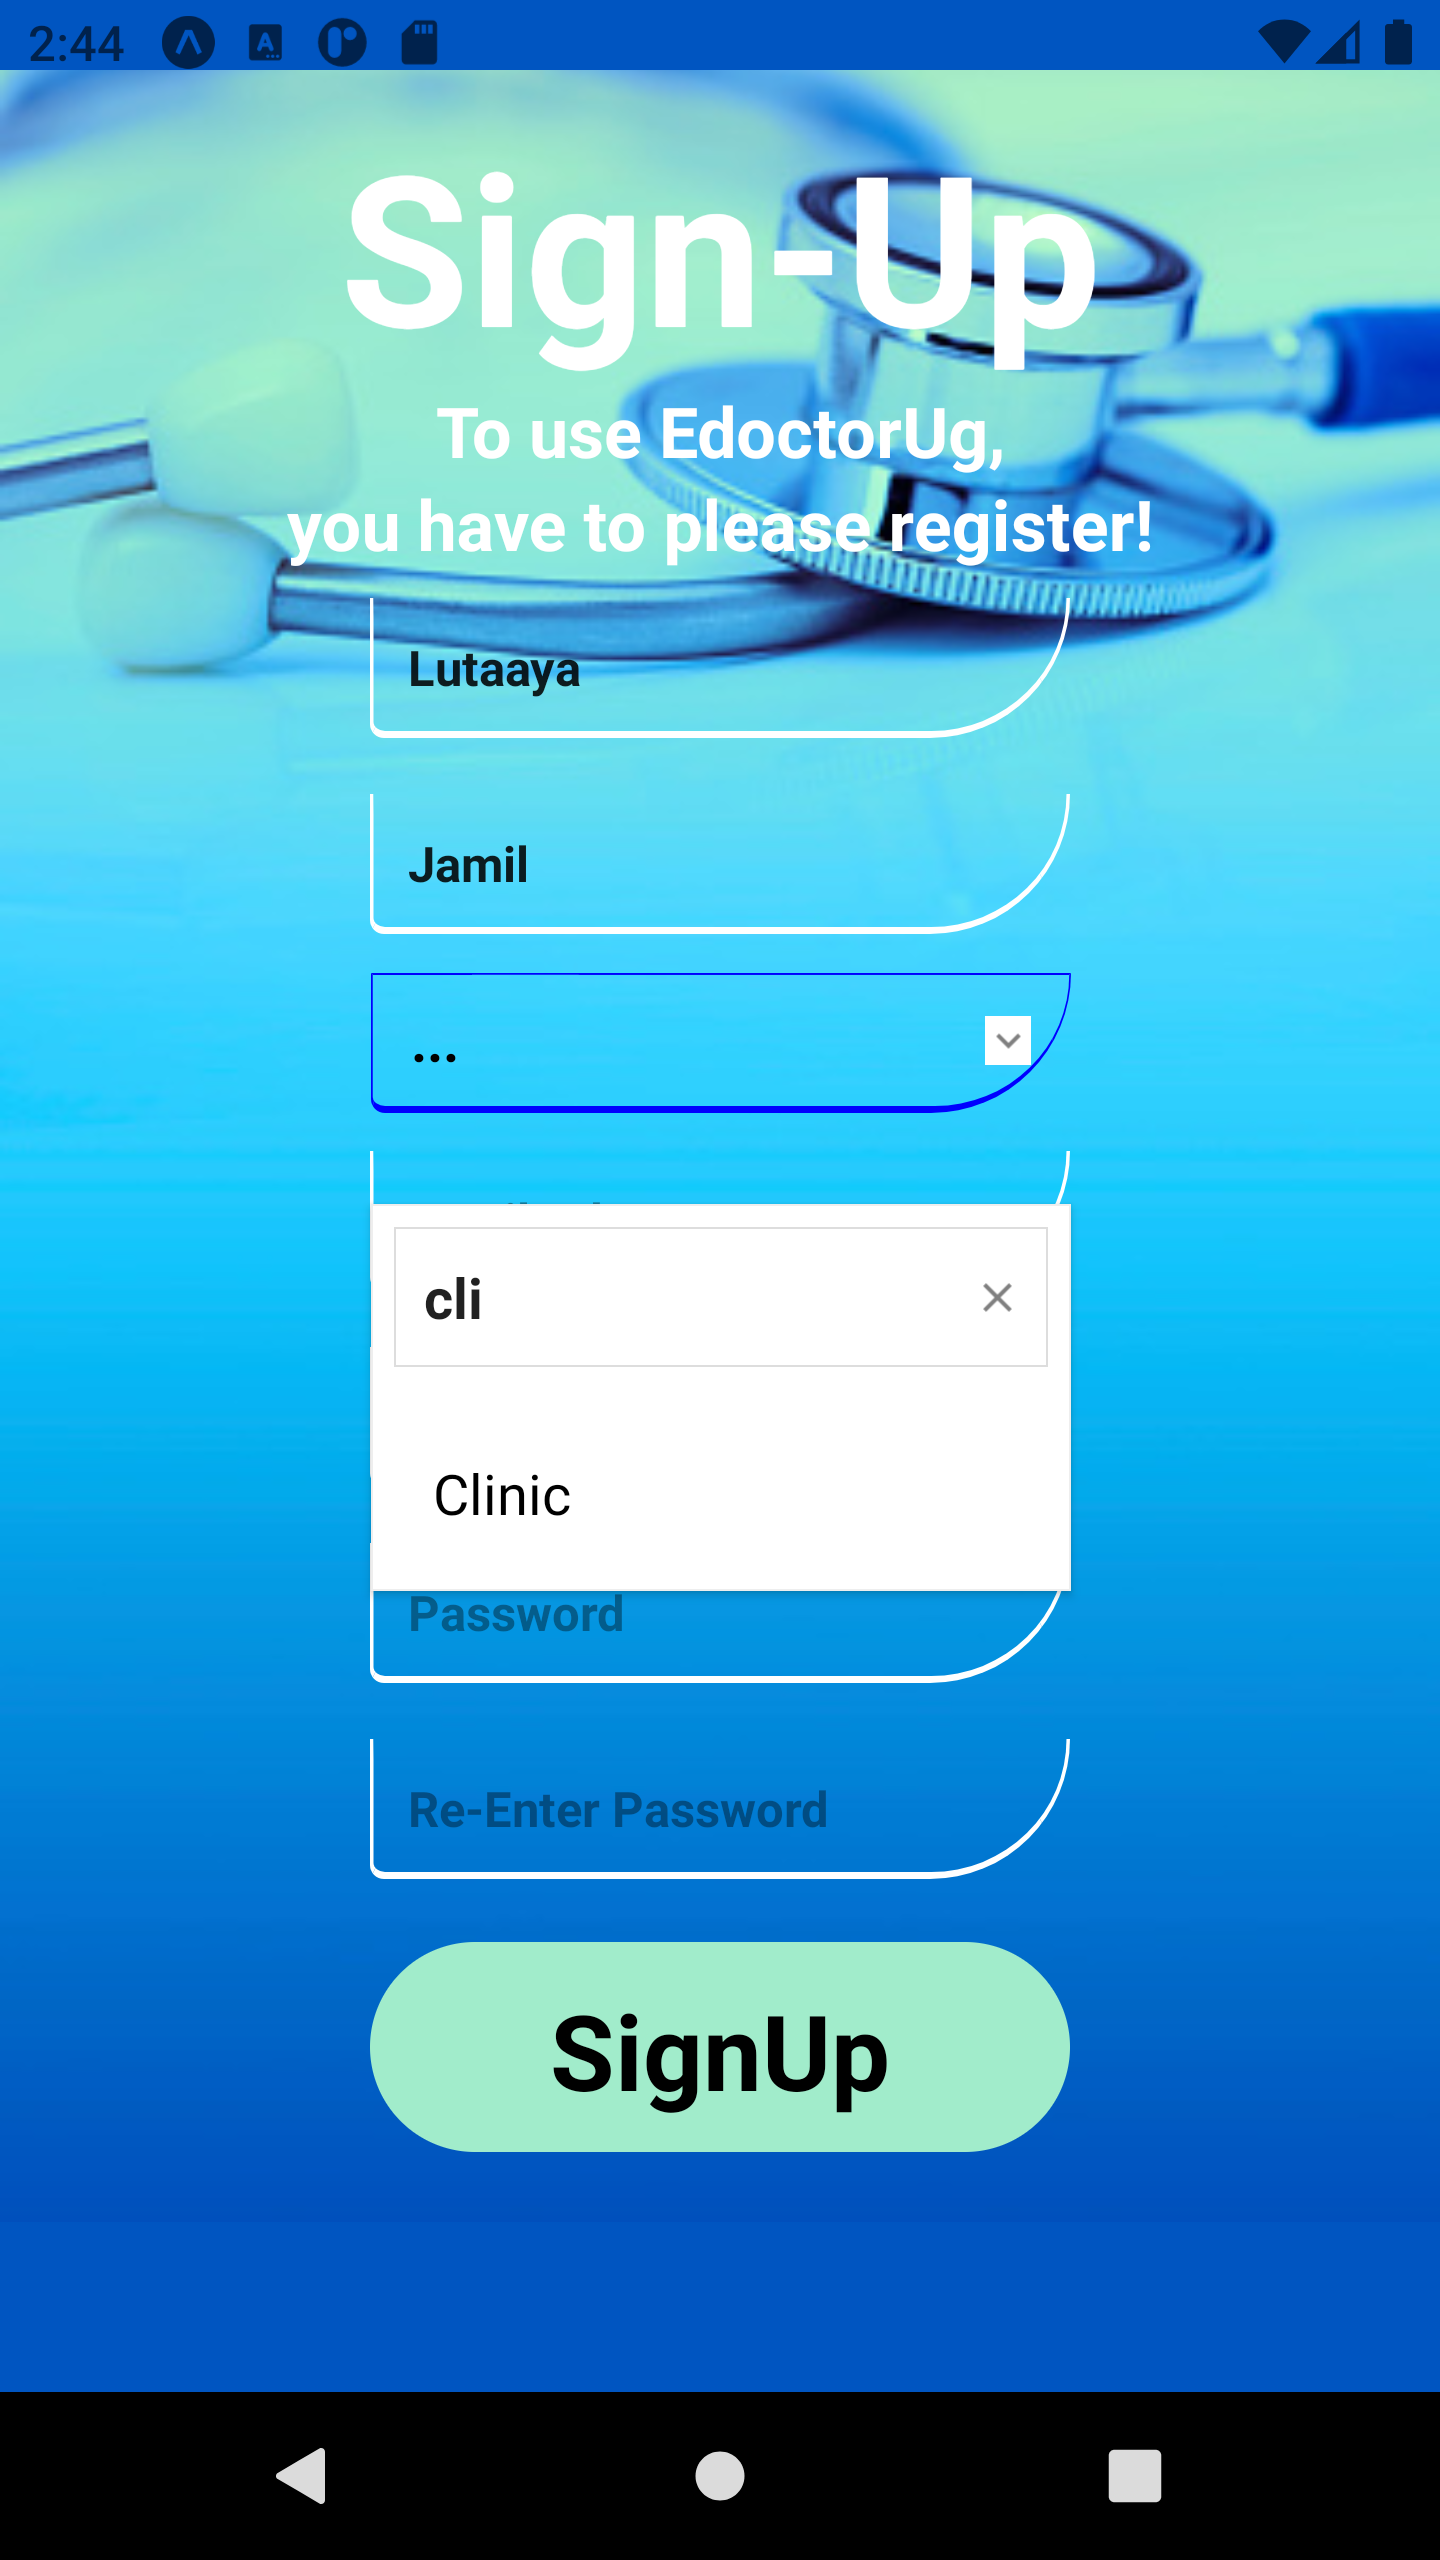 2:44
Sign-Up
To use EdoctorUg,
you have to please register!
Lutaaya
Jamil
...
cli
Clinic
Password
Re-Enter Password
SignUp